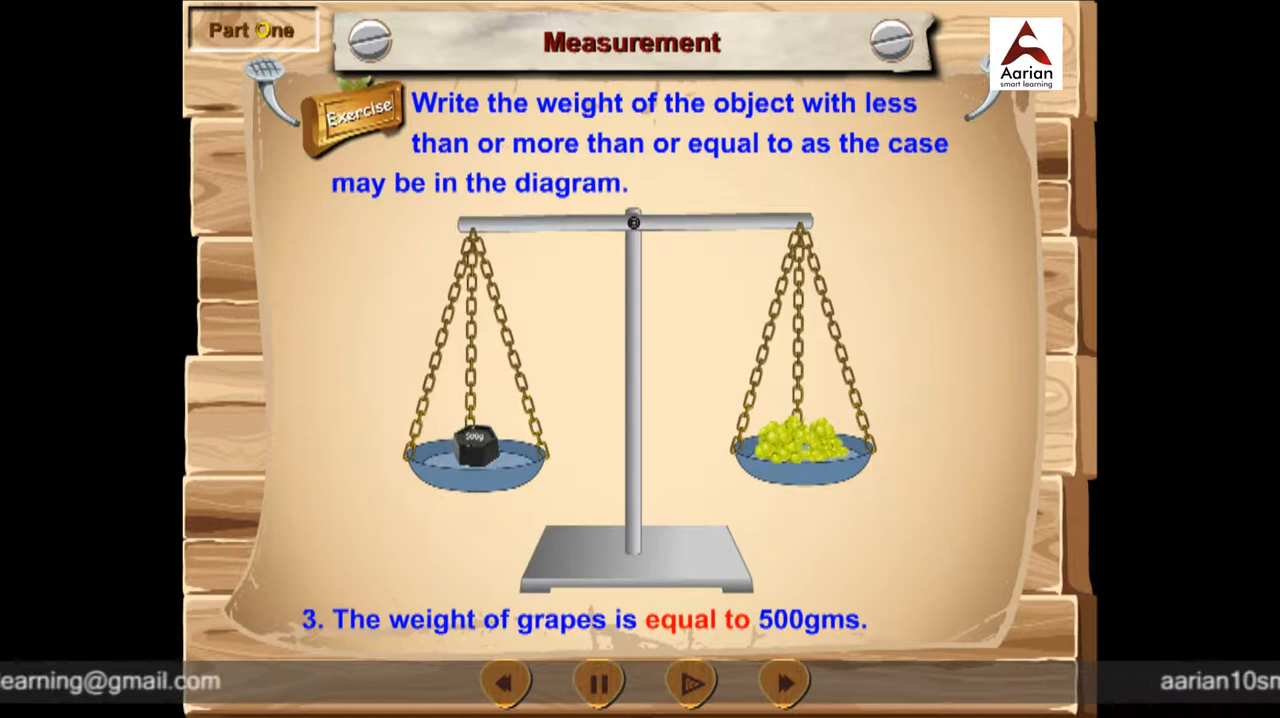 Part One
Measurement
Aarian
smart learning
Exercise
Write the weight of the object with less
than or more than or equal to as the case
may be in the diagram.
500g
3. The weight of grapes is equal to 500gms.
earning@gmail.com
aarian10sm